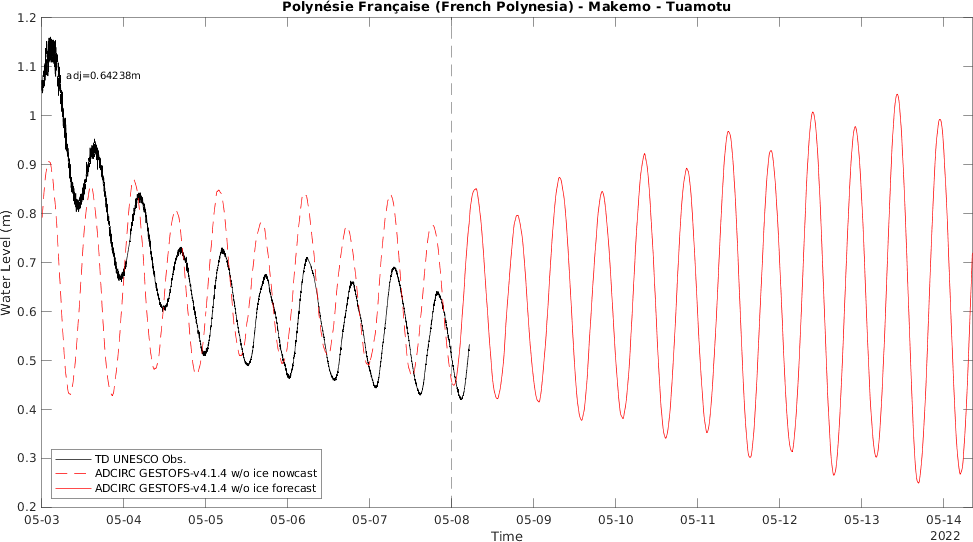 Polynésie Française (French Polynesia) - Makemo - Tuamotu
1.2
1.1
1
0.9
0.8
0.7
0.6
0.5
0.4
0.3
0.2
Water Level (m)
adj=0.64238m
TD UNESCO Obs.
ADCIRC GESTOFS-v4.1.4 w/o ice nowcast
ADCIRC GESTOFS-v4.1.4 w/o ice forecast
05-03 05-04 05-05 05-06 05-07 05-08 05-09 05-10 05-11 05-12 05-13 05-14
Time
2022